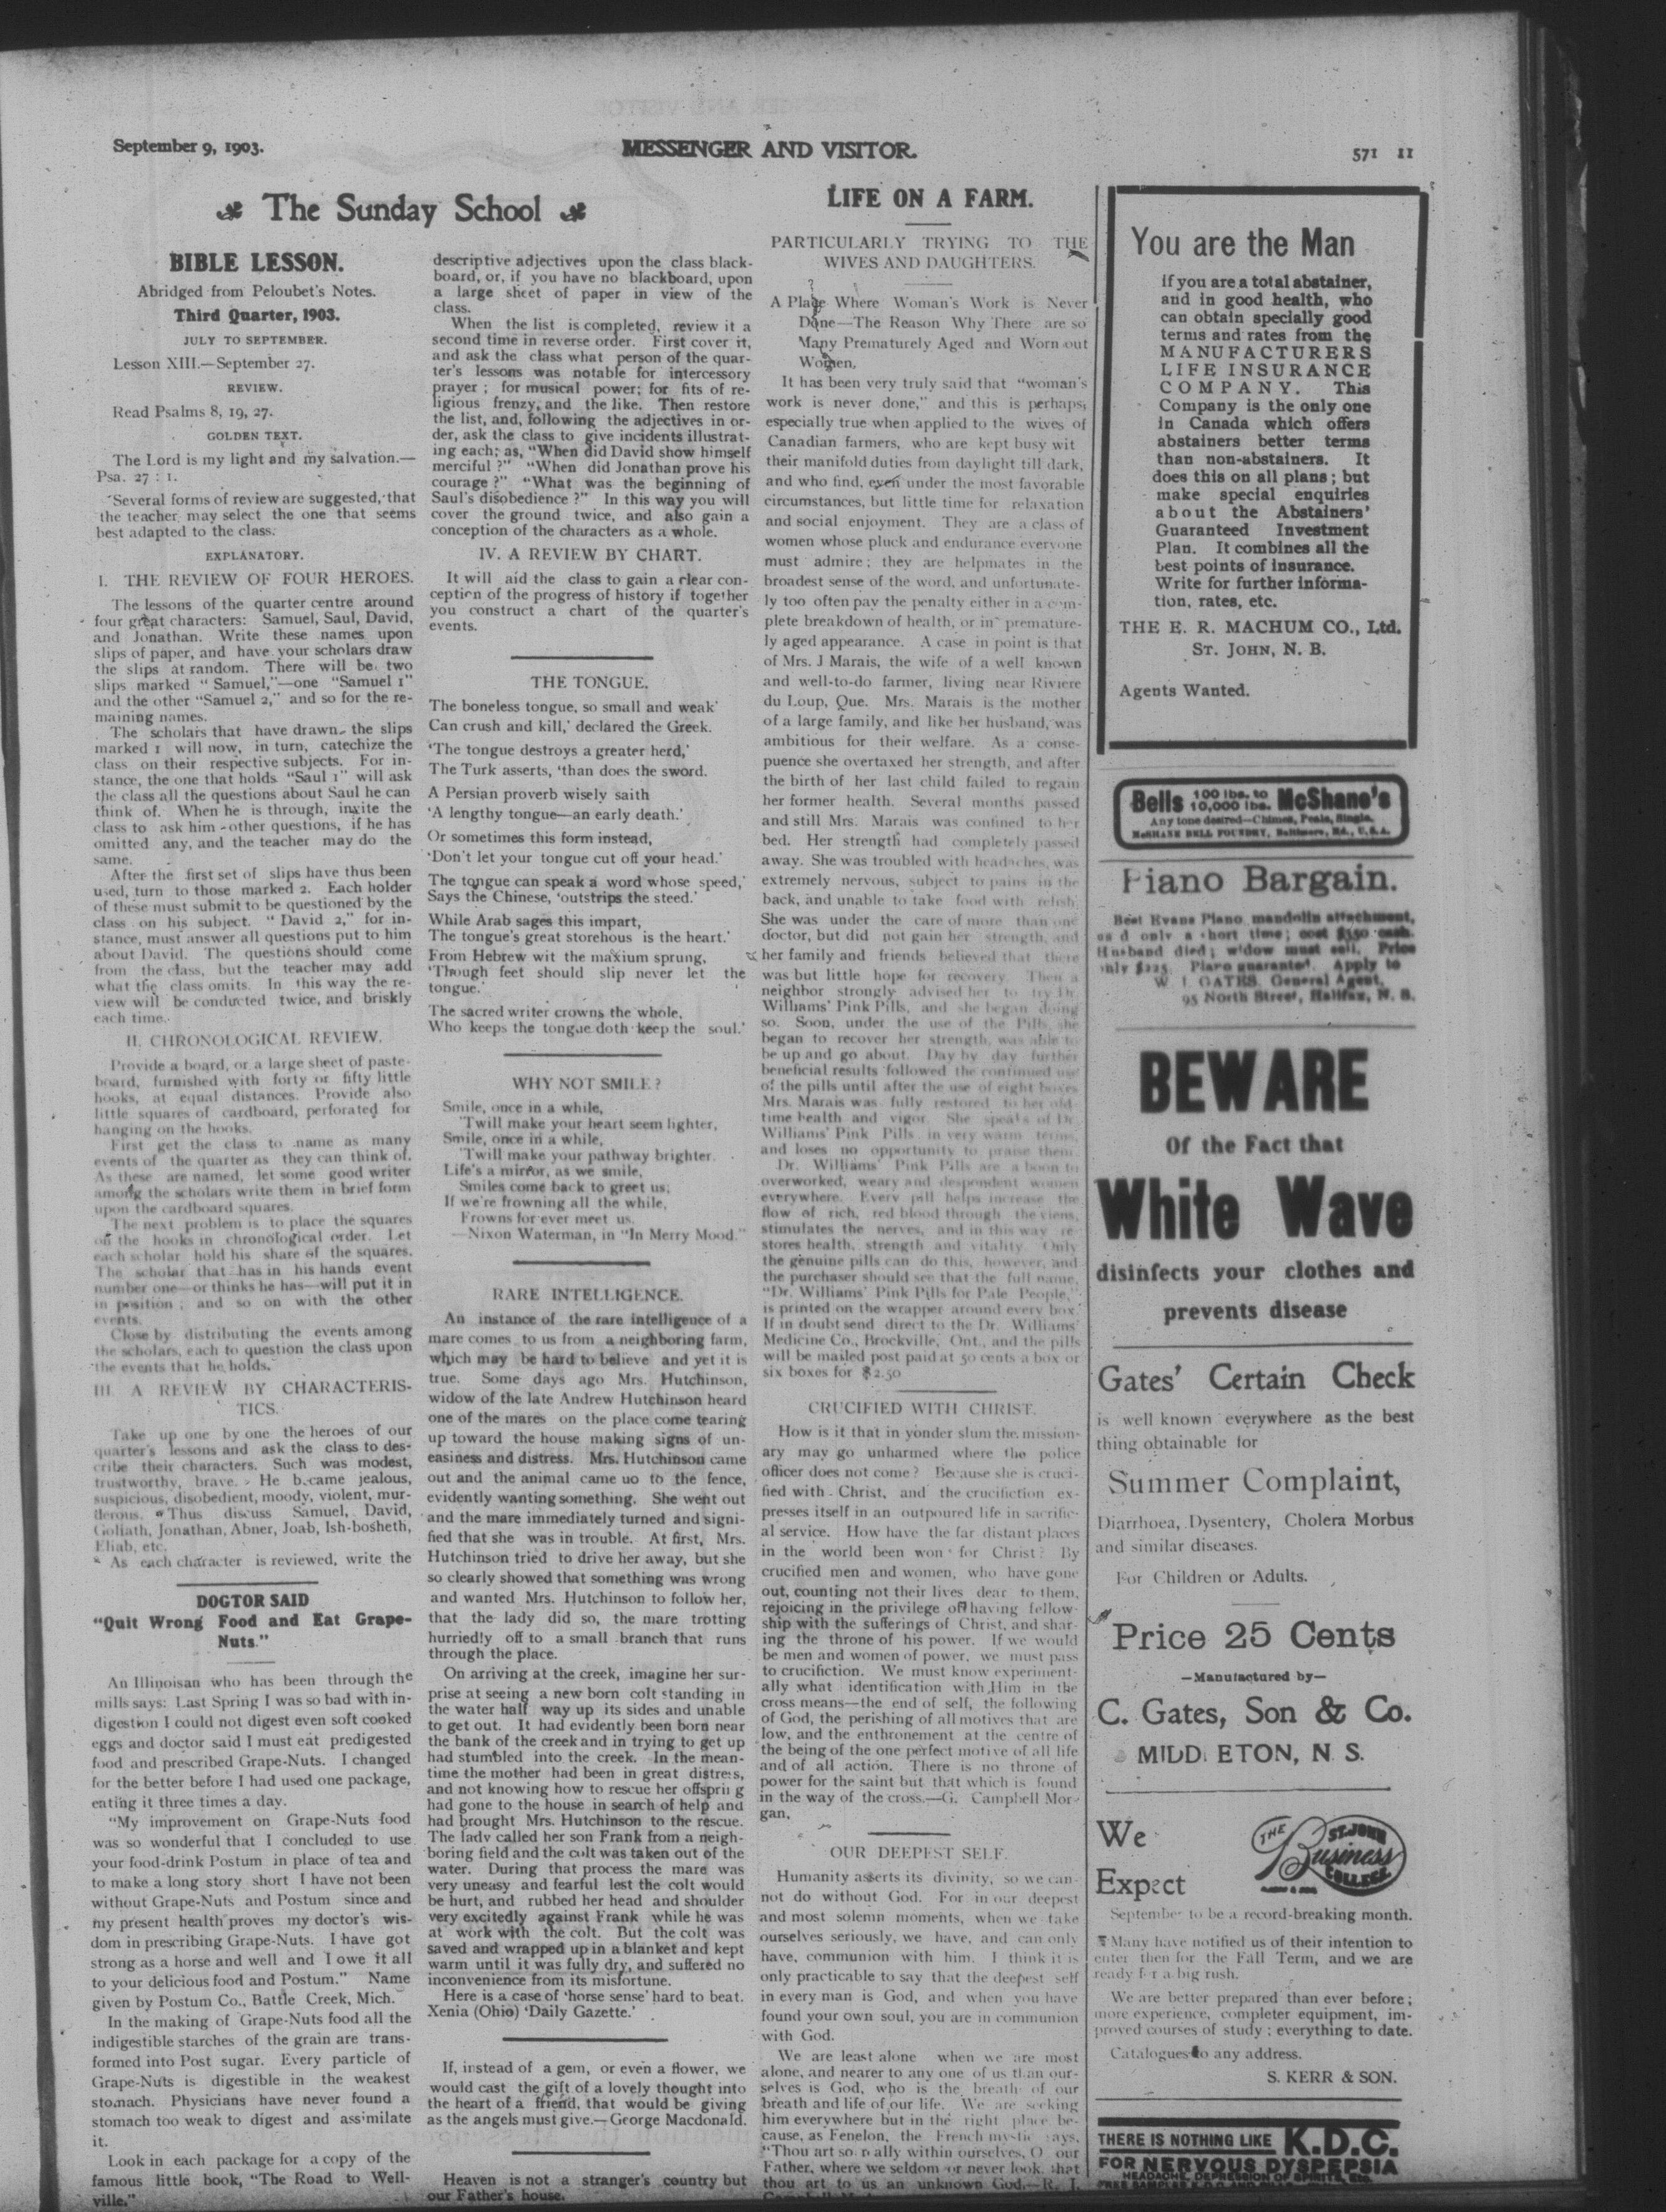 September 9, 1903.
MESSENGER AND VISITOR.
571 11
The Sunday School
BIBLE LESSON.
Abridged from Peloubet's Notes.
Third Quarter, 1903.
JULY TO SEPTEMBER.
Lesson XIII.—September 27.
REVIEW.
Read Psalms 8, 19, 27.
GOLDEN TEXT.
The Lord is my light and my salvation.—
Psa. 27 : 1.
Several forms of review are suggested, that
the teacher may select the one that seems
best adapted to the class.
EXPLANATORY.
I. THE REVIEW OF FOUR HEROES.
The lessons of the quarter centre around
four great characters: Samuel, Saul, David,
and Jonathan. Write these names upon
slips of paper, and have your scholars draw
the slips at random. There will be two
slips marked "Samuel,"—one "Samuel 1"
and the other "Samuel 2," and so for the re-
maining names.
The scholars that have drawn the slips
marked 1 will now, in turn, catechize the
class on their respective subjects. For in-
stance, the one that holds "Saul 1" will ask
the class all the questions about Saul he can
think of. When he is through, invite the
class to ask him other questions, if he has
omitted any, and the teacher may do the
same.
After the first set of slips have thus been
used, turn to those marked 2. Each holder
of these must submit to be questioned by the
class on his subject. "David 2," for in-
stance, must answer all questions put to him
about David. The questions should come
from the class, but the teacher may add
what the class omits. In this way the re-
view will be conducted twice, and briskly
each time.
II. CHRONOLOGICAL REVIEW.
Provide a board, or a large sheet of paste-
board, furnished with forty or fifty little
hooks, at equal distances. Provide also
little squares of cardboard, perforated for
hanging on the hooks.
First get the class to name as many
events of the quarter as they can think of.
As these are named, let some good writer
among the scholars write them in brief form
upon the cardboard squares.
The next problem is to place the squares
on the hooks in chronological order. Let
each scholar hold his share of the squares.
The scholar that has in his hands event
number one—or thinks he has—will put it in
in position ; and so on with the other
events.
Close by distributing the events among
the scholars, each to question the class upon
the events that he holds.
III. A REVIEW BY CHARACTERIS-
TICS.
Take up one by one the heroes of our
quarter's lessons and ask the class to des-
cribe their characters. Such was modest,
trustworthy, brave. He became jealous,
suspicious, disobedient, moody, violent, mur-
derous. Thus discuss Samuel, David,
Goliath, Jonathan, Abner, Joab, Ish-bosheth,
Eliab, etc.
As each character is reviewed, write the
DOGTOR SAID
"Quit Wrong Food and Eat Grape-
Nuts."
An Illinoisan who has been through the
mills says: Last Spring I was so bad with in-
digestion I could not digest even soft cooked
eggs and doctor said I must eat predigested
food and prescribed Grape-Nuts. I changed
for the better before I had used one package,
eating it three times a day.
"My improvement on Grape-Nuts food
was so wonderful that I concluded to use
your food-drink Postum in place of tea and
to make a long story short I have not been
without Grape-Nuts and Postum since and
my present health proves my doctor's wis-
dom in prescribing Grape-Nuts. I have got
strong as a horse and well and I owe it all
to your delicious food and Postum." Name
given by Postum Co., Battle Creek, Mich.
In the making of Grape-Nuts food all the
indigestible starches of the grain are trans-
formed into Post sugar. Every particle of
Grape-Nuts is digestible in the weakest
stomach. Physicians have never found a
stomach too weak to digest and assimilate
it.
Look in each package for a copy of the
famous little book, "The Road to Well-
ville."
descriptive adjectives upon the class black-
board, or, if you have no blackboard, upon
a large sheet of paper in view of the
class.
When the list is completed, review it a
second time in reverse order. First cover it,
and ask the class what person of the quar-
ter's lessons was notable for intercessory
prayer ; for musical power; for fits of re-
ligious frenzy, and the like. Then restore
the list, and, following the adjectives in or-
der, ask the class to give incidents illustrat-
ing each; as, "When did David show himself
merciful ?" "When did Jonathan prove his
courage ?" "What was the beginning of
Saul's disobedience ?" In this way you will
cover the ground twice, and also gain a
conception of the characters as a whole.
IV. A REVIEW BY CHART.
It will aid the class to gain a clear con-
ception of the progress of history if together
you construct a chart of the quarter's
events.
THE TONGUE.
The boneless tongue, so small and weak'
Can crush and kill,' declared the Greek.
'The tongue destroys a greater herd,'
The Turk asserts, 'than does the sword.
A Persian proverb wisely saith
'A lengthy tongue—an early death.'
Or sometimes this form instead,
'Don't let your tongue cut off your head.'
The tongue can speak a word whose speed,'
Says the Chinese, 'outstrips the steed.'
While Arab sages this impart,
The tongue's great storehous is the heart.'
From Hebrew wit the maxium sprung,
'Though feet should slip never let the
tongue.'
The sacred writer crowns the whole,
Who keeps the tongue doth keep the soul.'
WHY NOT SMILE?
Smile, once in a while,
'Twill make your heart seem lighter,
Smile, once in a while,
'Twill make your pathway brighter.
Life's a mirror, as we smile,
Smiles come back to greet us;
If we're frowning all the while,
Frowns for ever meet us.
—Nixon Waterman, in "In Merry Mood."
RARE INTELLIGENCE.
An instance of the rare intelligence of a
mare comes to us from a neighboring farm,
which may be hard to believe and yet it is
true. Some days ago Mrs. Hutchinson,
widow of the late Andrew Hutchinson heard
one of the mares on the place come tearing
up toward the house making signs of un-
easiness and distress. Mrs. Hutchinson came
out and the animal came uo to the fence,
evidently wanting something. She went out
and the mare immediately turned and signi-
fied that she was in trouble. At first, Mrs.
Hutchinson tried to drive her away, but she
so clearly showed that something was wrong
and wanted Mrs. Hutchinson to follow her,
that the lady did so, the mare trotting
hurriedly off to a small branch that runs
through the place.
On arriving at the creek, imagine her sur-
prise at seeing a new born colt standing in
the water half way up its sides and unable
to get out. It had evidently been born near
the bank of the creek and in trying to get up
had stumbled into the creek. In the mean-
time the mother had been in great distress,
and not knowing how to rescue her offsprii g
had gone to the house in search of help and
had brought Mrs. Hutchinson to the rescue.
The lady called her son Frank from a neigh-
boring field and the colt was taken out of the
water. During that process the mare was
very uneasy and fearful lest the colt would
be hurt, and rubbed her head and shoulder
very excitedly against Frank while he was
at work with the colt. But the colt was
saved and wrapped up in a blanket and kept
warm until it was fully dry, and suffered no
inconvenience from its misfortune.
Here is a case of 'horse sense' hard to beat.
Xenia (Ohio) 'Daily Gazette.'
If, instead of a gem, or even a flower, we
would cast the gift of a lovely thought into
the heart of a friend, that would be giving
as the angels must give.—George Macdonald.
Heaven is not a stranger's country but
our Father's house.
LIFE ON A FARM.
PARTICULARLY TRYING TO THE
WIVES AND DAUGHTERS.
A Place Where Woman's Work is Never
Done—The Reason Why There are so
Many Prematurely Aged and Worn out
Women,
It has been very truly said that "woman's
work is never done," and this is perhaps;
especially true when applied to the wives of
Canadian farmers, who are kept busy wit
their manifold duties from daylight till dark,
and who find, even under the most favorable
circumstances, but little time for relaxation
and social enjoyment. They are a class of
women whose pluck and endurance everyone
must admire; they are helpmates in the
broadest sense of the word, and unfortunate-
ly too often pay the penalty either in a com-
plete breakdown of health, or in premature-
ly aged appearance. A case in point is that
of Mrs. J Marais, the wife of a well known
and well-to-do farmer, living near Riviere
du Loup, Que. Mrs. Marais is the mother
of a large family, and like her husband, was
ambitious for their welfare. As a conse-
puence she overtaxed her strength, and after
the birth of her last child failed to regain
her former health. Several months passed
and still Mrs. Marais was confined to her
bed. Her strength had completely passed
away. She was troubled with headaches, was
extremely nervous, subject to pains in the
back, and unable to take food with relish.
She was under the care of more than one
doctor, but did not gain her strength, and
her family and friends believed that there
was but little hope for recovery. Then a
neighbor strongly advised her to try Dr.
Williams' Pink Pills, and she began doing
so. Soon, under the use of the Pills she
began to recover her strength, was able to
be up and go about. Day by day further
beneficial results followed the continued use
of the pills until after the use of eight boxes
Mrs. Marais was fully restored to her old
time health and vigor. She speaks of Dr.
Williams' Pink Pills in very warm terms,
and loses no opportunity to praise them.
Dr. Williams' Pink Pills are a boon to
overworked, weary and despondent women
everywhere. Every pill helps increase the
flow of rich, red blood through the viens,
stimulates the nerves, and in this way re-
stores health, strength and vitality. Only
the genuine pills can do this, however, and
the purchaser should see that the full name,
"Dr. Williams' Pink Pills for Pale People,"
is printed on the wrapper around every box.
If in doubt send direct to the Dr. Williams'
Medicine Co., Brockville, Ont., and the pills
will be mailed post paid at 50 cents a box or
six boxes for $2.50
CRUCIFIED WITH CHRIST.
How is it that in yonder slum the mission-
ary may go unharmed where the police
officer does not come? Because she is cruci-
fied with Christ, and the crucifiction ex-
presses itself in an outpoured life in sacrific-
al service. How have the far distant places
in the world been won for Christ? By
crucified men and women, who have gone
out, counting not their lives dear to them,
rejoicing in the privilege of having fellow-
ship with the sufferings of Christ, and shar-
ing the throne of his power. If we would
be men and women of power, we must pass
to crucifiction. We must know experiment-
ally what identification with Him in the
cross means—the end of self, the following
of God, the perishing of all motives that are
low, and the enthronement at the centre of
the being of the one perfect motive of all life
and of all action. There is no throne of
power for the saint but that which is found
in the way of the cross.—G. Campbell Mor-
gan,
OUR DEEPEST SELF.
Humanity asserts its divinity, so we can-
not do without God. For in our deepest
and most solemn moments, when we take
ourselves seriously, we have, and can only
have, communion with him. I think it is
only practicable to say that the deepest self
in every man is God, and when you have
found your own soul, you are in communion
with God.
We are least alone when we are most
alone, and nearer to any one of us than our-
selves is God, who is the breath of our
breath and life of our life. We are seeking
him everywhere but in the right place be-
cause, as Fenelon, the French mystic says,
"Thou art so really within ourselves, O our
Father, where we seldom or never look, that
thou art to us an unknown God.—R. J.
You are the Man
if you are a total abstainer,
and in good health, who
can obtain specially good
terms and rates from the
MANUFACTURERS
LIFE INSURANCE
COMPANY. This
Company is the only one
in Canada which offers
abstainers better terms
than non-abstainers. It
does this on all plans ; but
make special enquiries
about the Abstainers'
Guaranteed Investment
Plan. It combines all the
best points of insurance.
Write for further informa-
tion, rates, etc.
THE E. R. MACHUM CO., Ltd.
ST. JOHN, N. B.
Agents Wanted.
Bells 100 lbs. to 10,000 lbs. McShane's
Any tone desired—Chimes, Peals, Single.
McSHANE BELL FOUNDRY, Baltimore, Md., U.S.A.
Piano Bargain.
Best Evans Piano, mandolin attachment,
us d only a short time; cost $350 cash.
Husband died; widow must sell. Price
only $225. Piano guaranted. Apply to
W. J. GATES. General Agent,
95 North Street, Halifax, N. S.
BEWARE
Of the Fact that
White Wave
disinfects your clothes and
prevents disease
Gates' Certain Check
is well known everywhere as the best
thing obtainable for
Summer Complaint,
Diarrhoea, Dysentery, Cholera Morbus
and similar diseases.
For Children or Adults.
Price 25 Cents
—Manufactured by—
C. Gates, Son & Co.
MIDD ETON, N. S.
We
Expect
THE ST. JOHN Business COLLEGE
September to be a record-breaking month.
Many have notified us of their intention to
enter then for the Fall Term, and we are
ready for a big rush.
We are better prepared than ever before;
more experience, completer equipment, im-
proved courses of study ; everything to date.
Catalogues to any address.
S. KERR & SON.
THERE IS NOTHING LIKE K.D.C.
FOR NERVOUS DYSPEPSIA
HEADACHE, DEPRESSION OF SPIRITS, Etc.